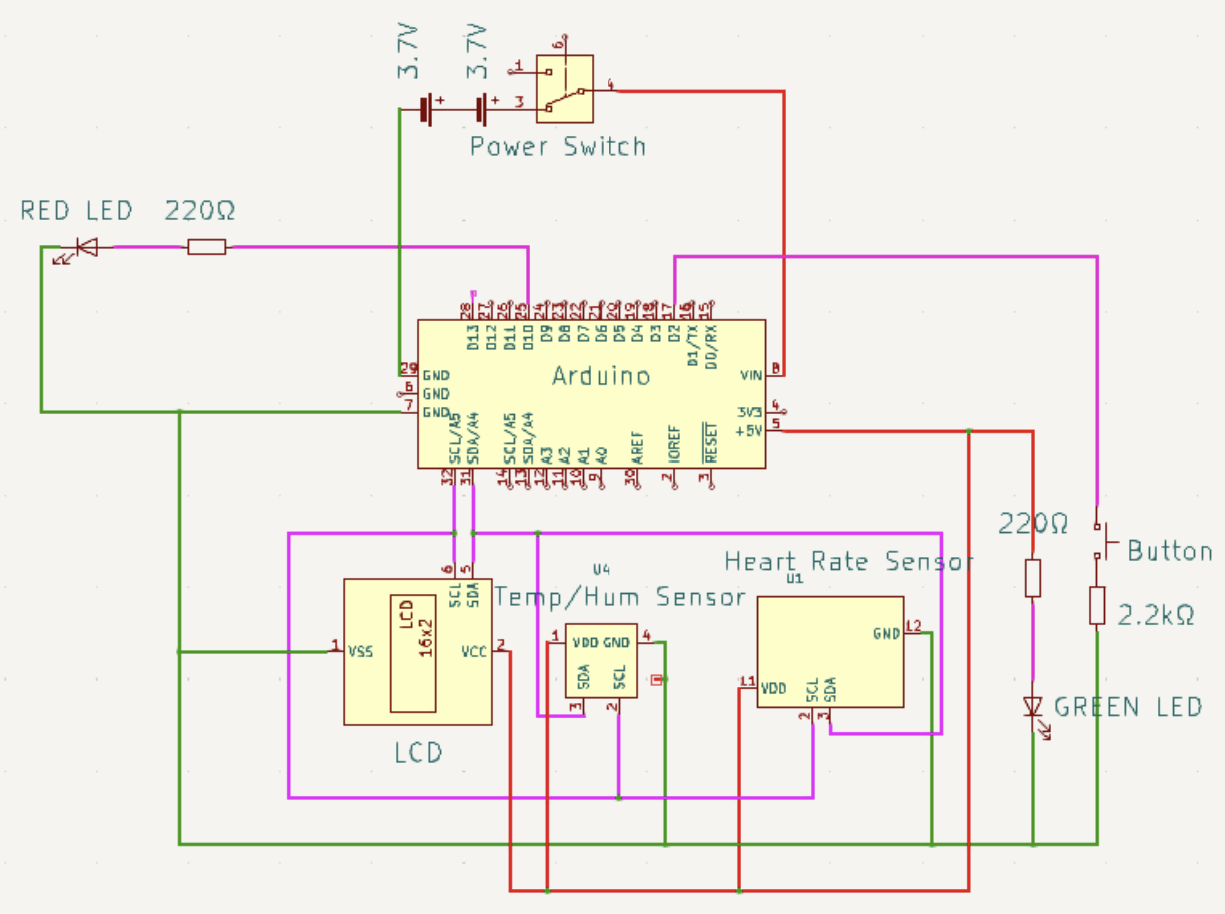 3.7V
3.7V
+
+
6
1
3
4
Power Switch
RED LED
220Ω
28
27
26
25
24
23
22
21
20
19
18
17
16
15
D13
D12
D11
D10
D9
D8
D7
D6
D5
D4
D3
D2
D1/TX
D0/RX
Arduino
29
GND
6
GND
7
GND
VIN
8
3V3
4
+5V
5
SCL/A5
SDA/A4
SCL/A5
SDA/A4
A3
A2
A1
A0
AREF
IOREF
RESET
32
31
14
13
12
11
10
9
30
2
3
220Ω
Button
2.2kΩ
GREEN LED
6
5
SCL
SDA
LCD
16x2
1
VSS
VCC
2
LCD
U4
Temp/Hum Sensor
1
VDD
GND
4
SDA
SCL
3
2
Heart Rate Sensor
U1
GND
12
11
VDD
SCL
SDA
2
3